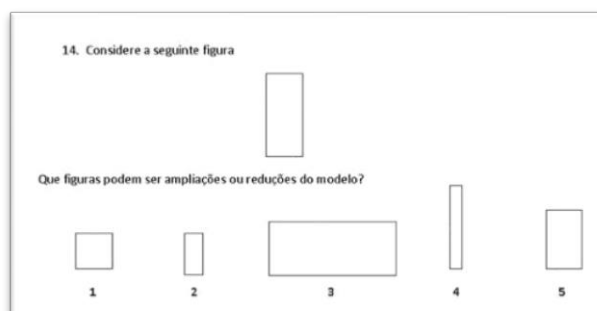 14. Considere a seguinte figura
Que figuras podem ser ampliações ou reduções do modelo?
1 2 3 4 5